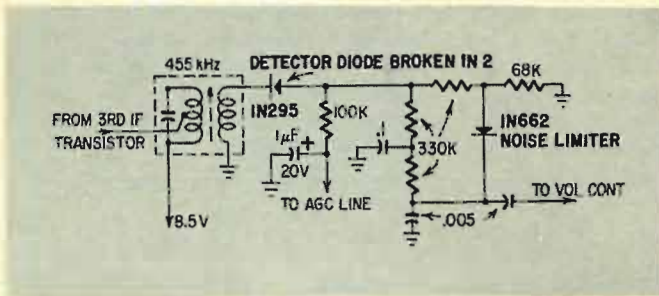 455 kHz
DETECTOR DIODE BROKEN IN 2
68K
FROM 3RD IF
TRANSISTOR
IN295
100K
IN662
NOISE LIMITER
1µF +
20V
.1
330K
8.5V
TO AGC LINE
.005
TO VOL CONT